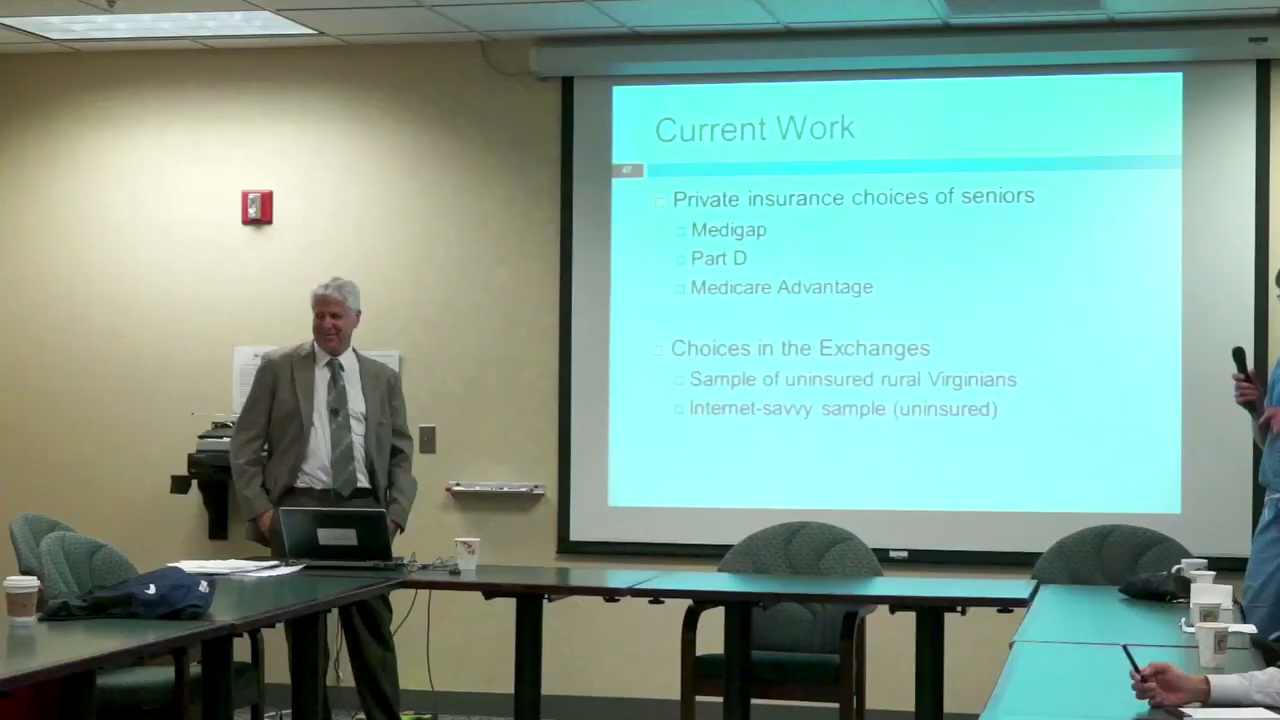 Current Work
47
Private insurance choices of seniors
Medigap
Part D
Medicare Advantage
Choices in the Exchanges
Sample of uninsured rural Virginians
Internet-savvy sample (uninsured)